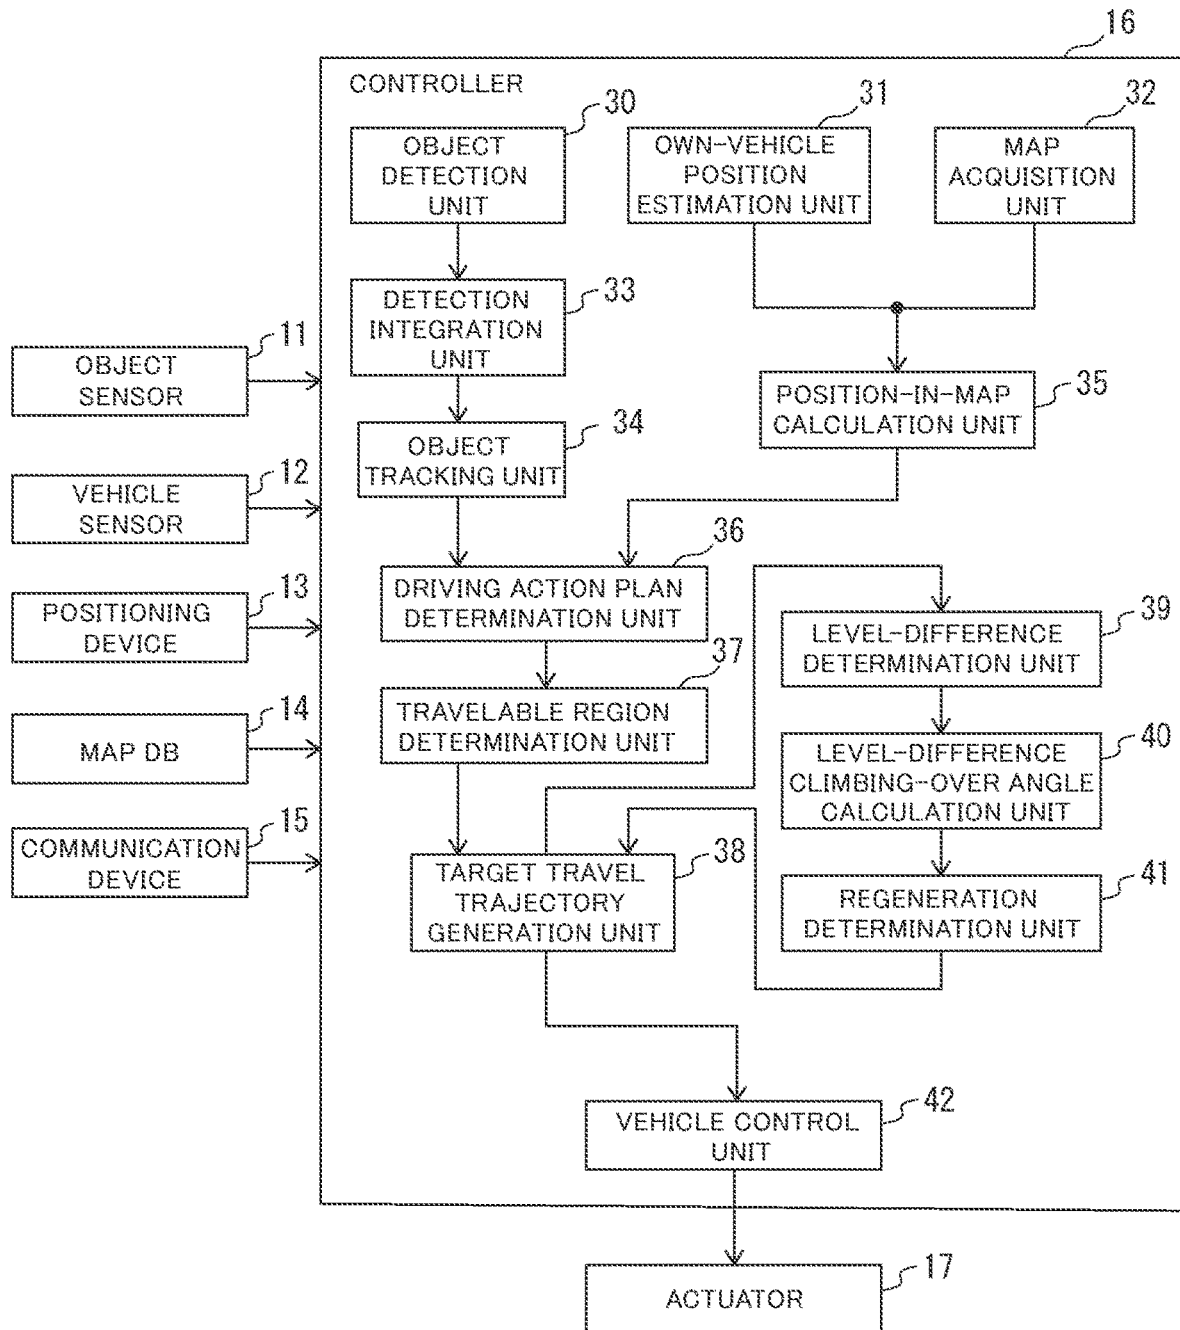 16
CONTROLLER
30
31
32
OBJECT
DETECTION
UNIT
OWN-VEHICLE
POSITION
ESTIMATION UNIT
MAP
ACQUISITION
UNIT
33
DETECTION
INTEGRATION
UNIT
11
OBJECT
SENSOR
35
POSITION-IN-MAP
CALCULATION UNIT
34
OBJECT
TRACKING UNIT
12
VEHICLE
SENSOR
36
DRIVING ACTION PLAN
DETERMINATION UNIT
13
POSITIONING
DEVICE
39
LEVEL-DIFFERENCE
DETERMINATION UNIT
37
TRAVELABLE REGION
DETERMINATION UNIT
14
MAP DB
40
LEVEL-DIFFERENCE
CLIMBING-OVER ANGLE
CALCULATION UNIT
15
COMMUNICATION
DEVICE
38
TARGET TRAVEL
TRAJECTORY
GENERATION UNIT
41
REGENERATION
DETERMINATION UNIT
42
VEHICLE CONTROL
UNIT
17
ACTUATOR